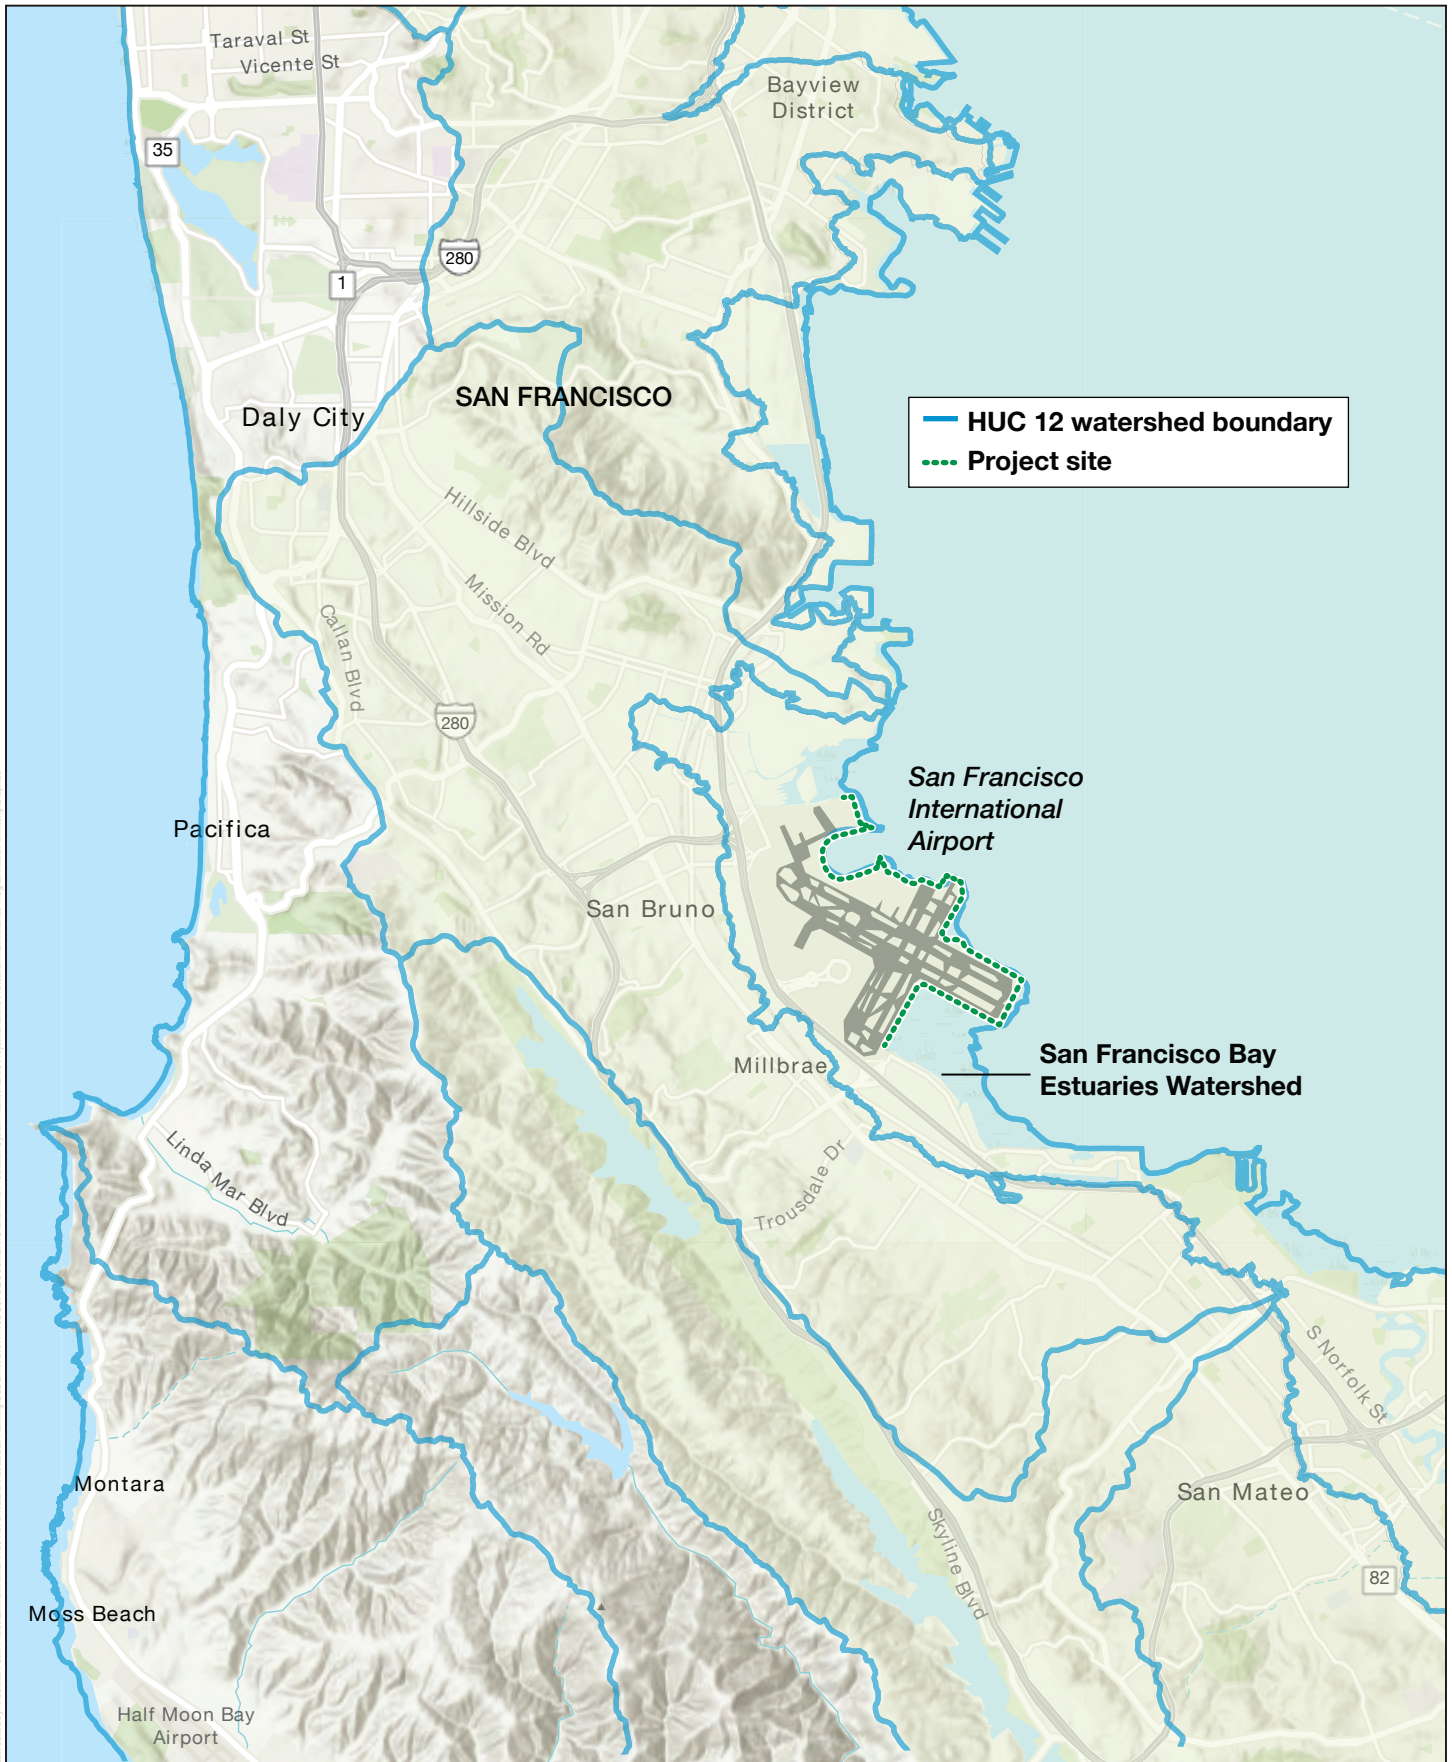 Taraval St
Vicente St
Bayview
District
35
280
1
SAN FRANCISCO
Daly City
HUC 12 watershed boundary
Project site
Hillside Blvd
Mission Rd
Callan Blvd
280
San Francisco
International
Airport
Pacifica
San Bruno
Millbrae
San Francisco Bay
Estuaries Watershed
Linda Mar Blvd
Trousdale Dr
S Norfolk St
Montara
San Mateo
Skyline Blvd
82
Moss Beach
Half Moon Bay
Airport